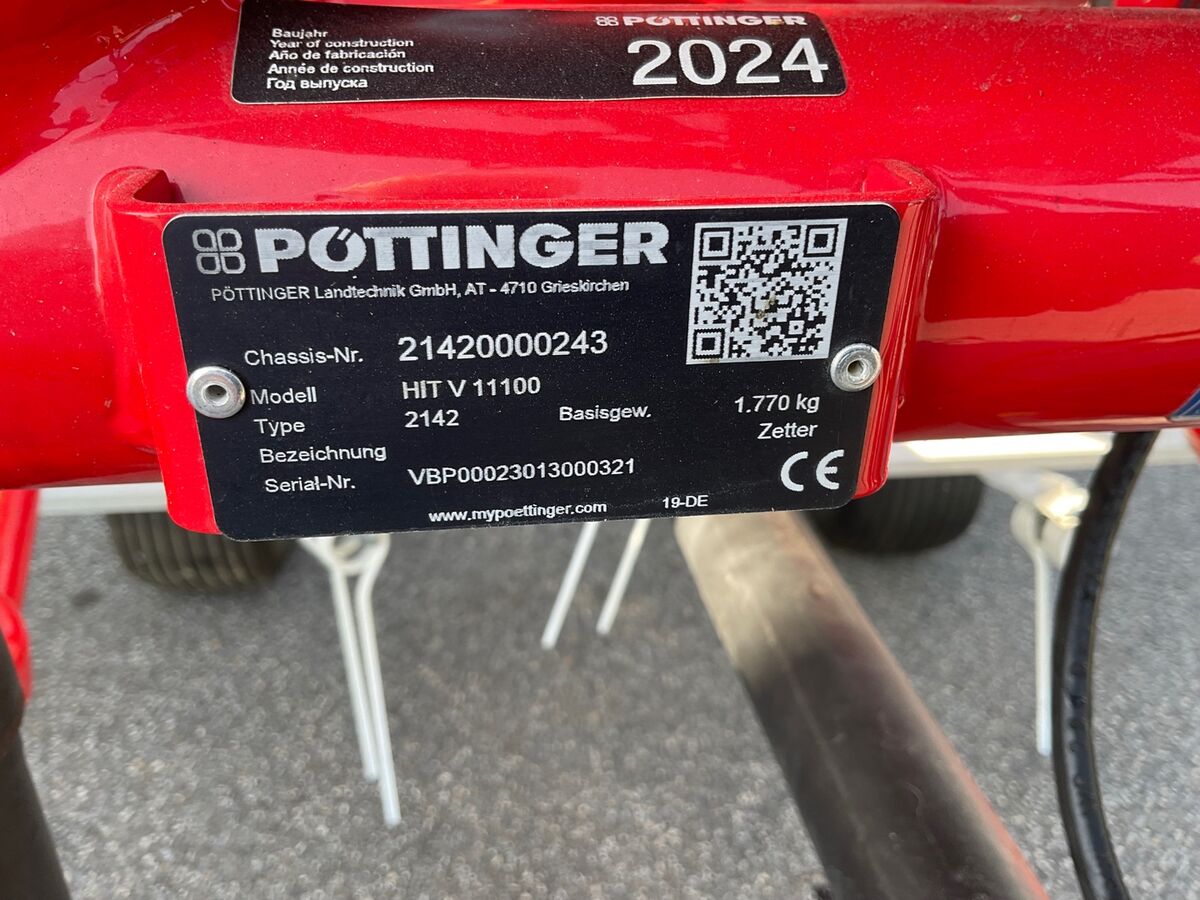 PÖTTINGER
Baujahr
Year of construction
Año de fabricación
Année de construction
Год выпуска
2024
PÖTTINGER
PÖTTINGER Landtechnik GmbH, AT - 4710 Grieskirchen
Chassis-Nr. 21420000243
Modell HIT V 11100
Type 2142 Basisgew. 1.770 kg
Bezeichnung Zetter
Serial-Nr. VBP00023013000321
CE
www.mypoettinger.com 19-DE